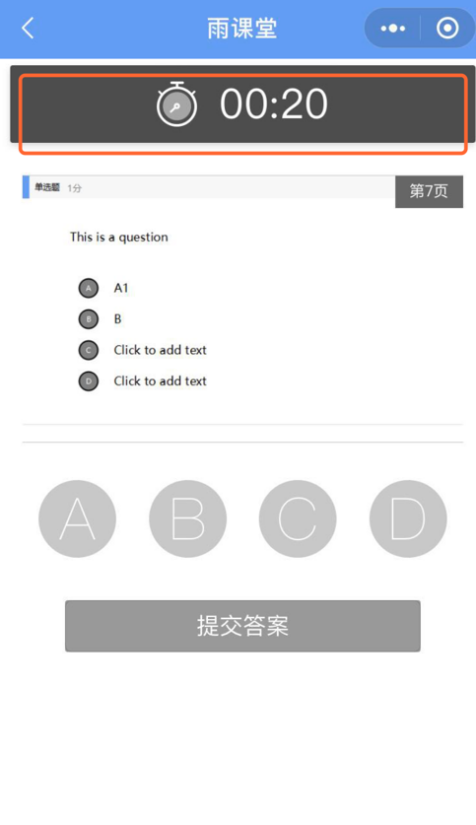 雨课堂
00:20
单选题 1分
第7页
This is a question
A A1
B B
C Click to add text
D Click to add text
A B C D
提交答案